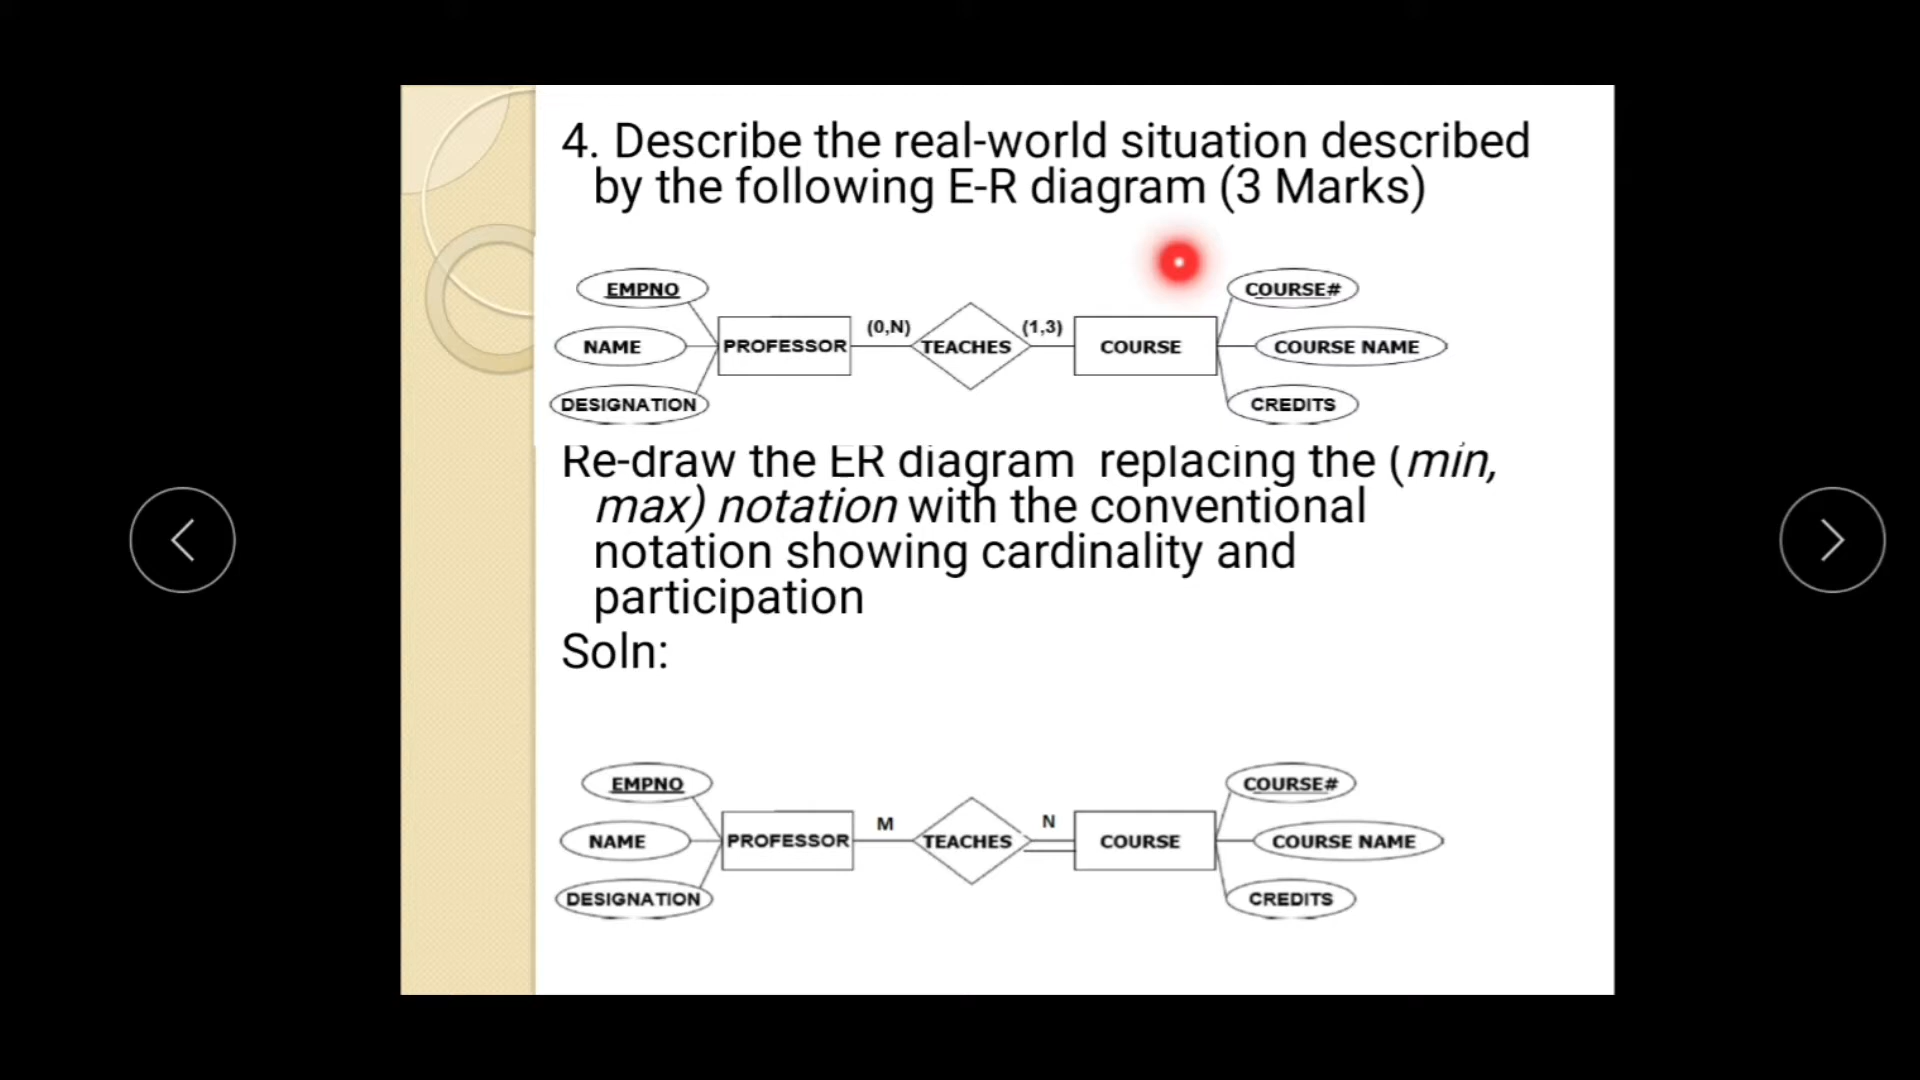 4. Describe the real-world situation described
by the following E-R diagram (3 Marks)
EMPNO
NAME
DESIGNATION
PROFESSOR
(0,N)
TEACHES
(1,3)
COURSE
COURSE#
COURSE NAME
CREDITS
Re-draw the ER diagram replacing the (min,
max) notation with the conventional
notation showing cardinality and
participation
Soln:
EMPNO
NAME
DESIGNATION
PROFESSOR
M
TEACHES
N
COURSE
COURSE#
COURSE NAME
CREDITS